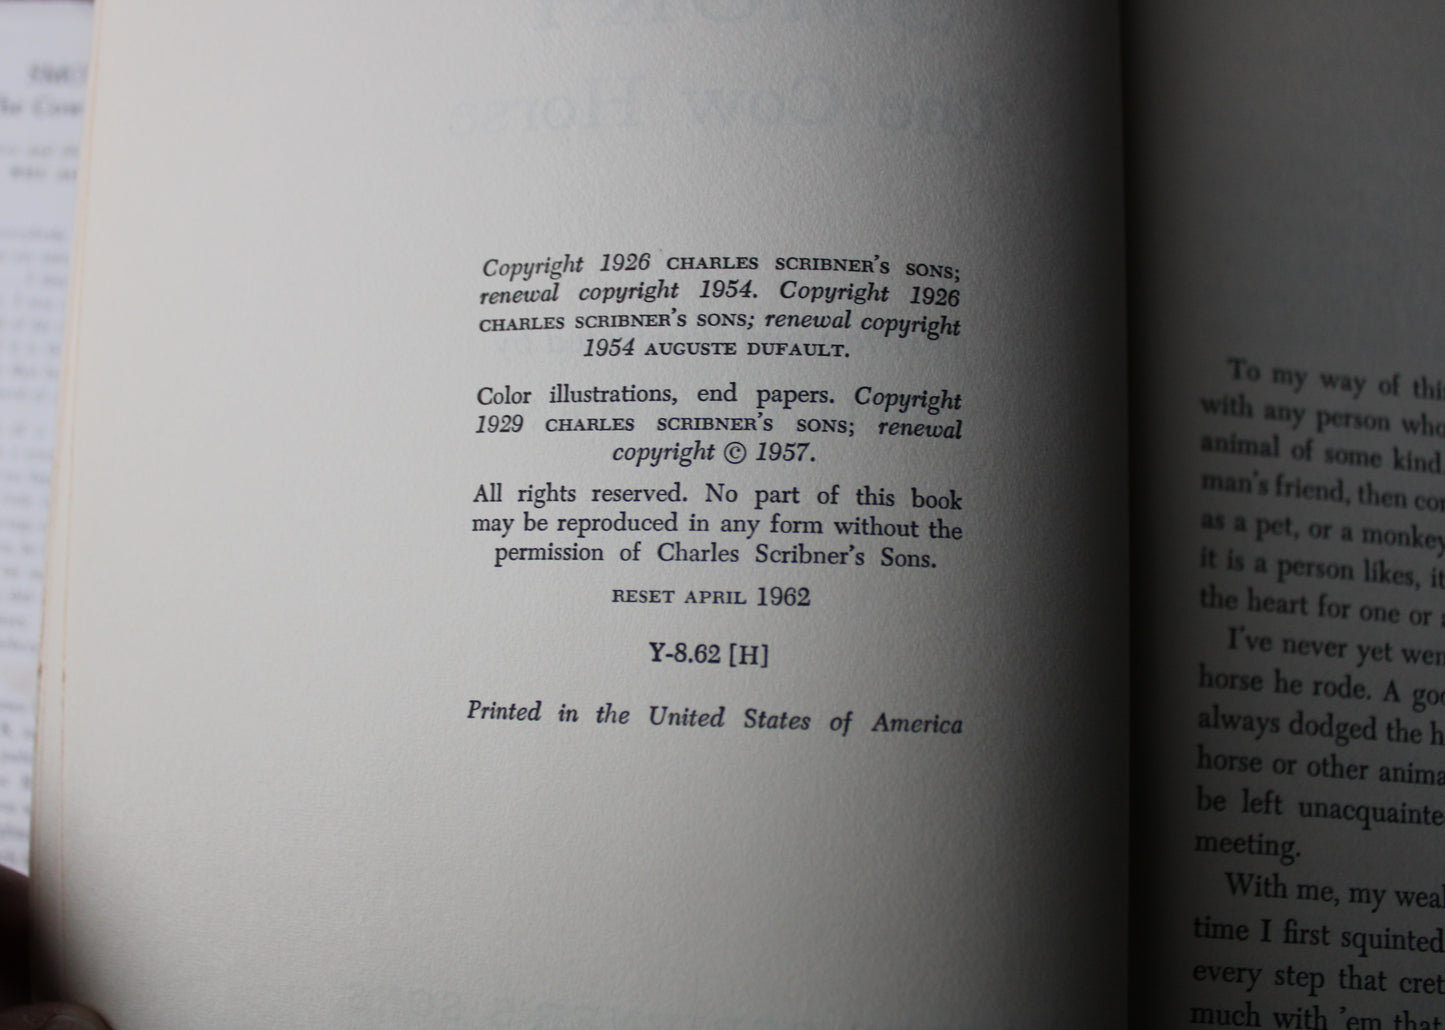 the Cow Horse
Copyright 1926 CHARLES SCRIBNER'S SONS;
renewal copyright 1954. Copyright 1926
CHARLES SCRIBNER'S SONS; renewal copyright
1954 AUGUSTE DUFAULT.
Color illustrations, end papers. Copyright
1929 CHARLES SCRIBNER'S SONS; renewal
copyright © 1957.
All rights reserved. No part of this book
may be reproduced in any form without the
permission of Charles Scribner's Sons.
RESET APRIL 1962
Y-8.62 [H]
Printed in the United States of America
To my way of thi
with any person who
animal of some kind
man's friend, then co
as a pet, or a monkey
it is a person likes, it
the heart for one or
I've never yet wen
horse he rode. A goo
always dodged the h
horse or other anima
be left unacquainte
meeting.
With me, my weal
time I first squinted
every step that cret
much with 'em that